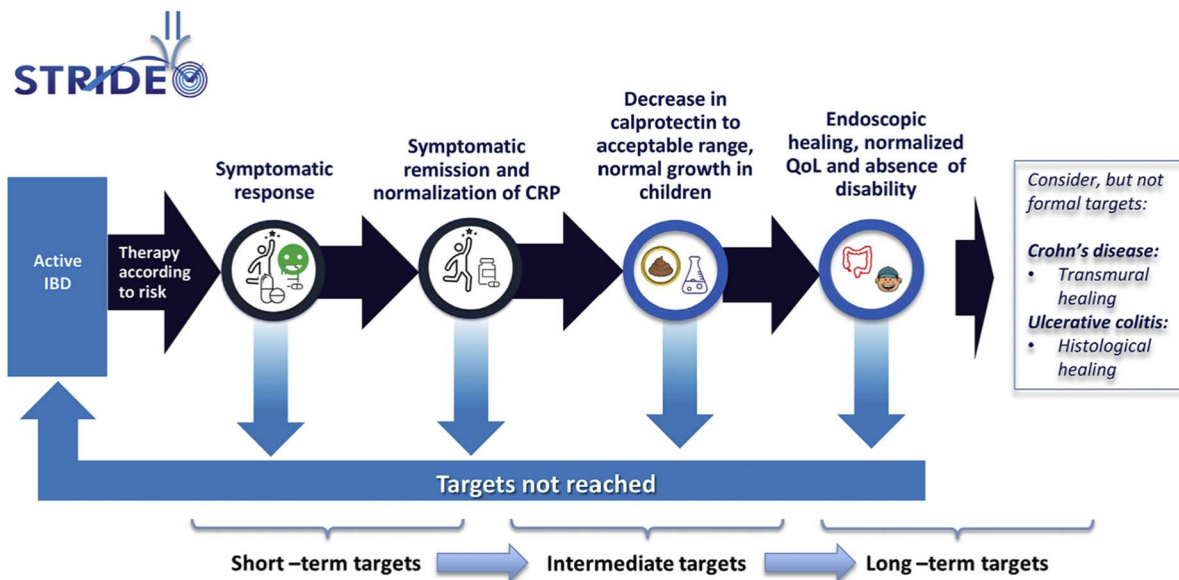 II
STRIDE
Symptomatic
response
Symptomatic
remission and
normalization of CRP
Decrease in
calprotectin to
acceptable range,
normal growth in
children
Endoscopic
healing, normalized
QoL and absence of
disability
Active
IBD
Therapy
according
to risk
Consider, but not
formal targets:
Crohn's disease:
• Transmural
healing
Ulcerative colitis:
• Histological
healing
Targets not reached
Short –term targets
Intermediate targets
Long –term targets